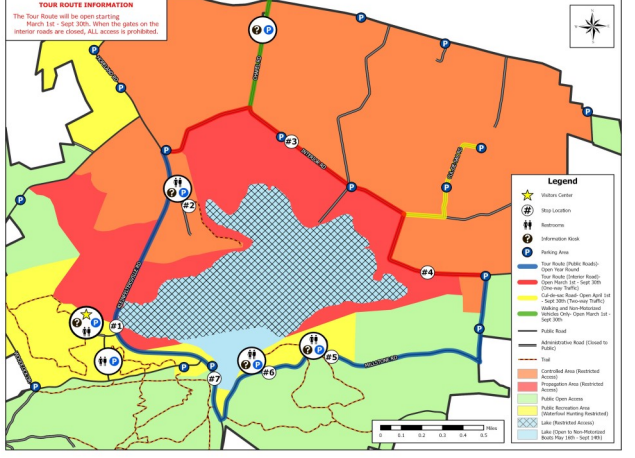 TOUR ROUTE INFORMATION
The Tour Route will be open starting
March 1st - Sept 30th. When the gates on the
interior roads are closed, ALL access is prohibited.
P
P
P
? P
P
P
#3
P
P
P
P
P
? P
#2
#4
P
P
#1
P
? P
P
? P
#5
? P
#6
#7
P
P
Miles
0 0.1 0.2 0.3 0.4 0.5
Legend
Visitors Center
# Stop Location
Restrooms
? Information Kiosk
P Parking Area
Tour Route (Public Roads)-
Open Year Round
Tour Route (Interior Road)-
Open March 1st - Sept 30th
(One-way Traffic)
Cul-de-sac Road- Open April 1st
- Sept 30th (Two-way Traffic)
Walking and Non-Motorized
Vehicles Only- Open March 1st -
Sept 30th
Public Road
Administrative Road (Closed to
Public)
Trail
Controlled Area (Restricted
Access)
Propagation Area (Restricted
Access)
Public Open Access
Public Recreation Area
(Waterfowl Hunting Restricted)
Lake (Restricted Access)
Lake (Open to Non-Motorized
Boats May 16th - Sept 14th)